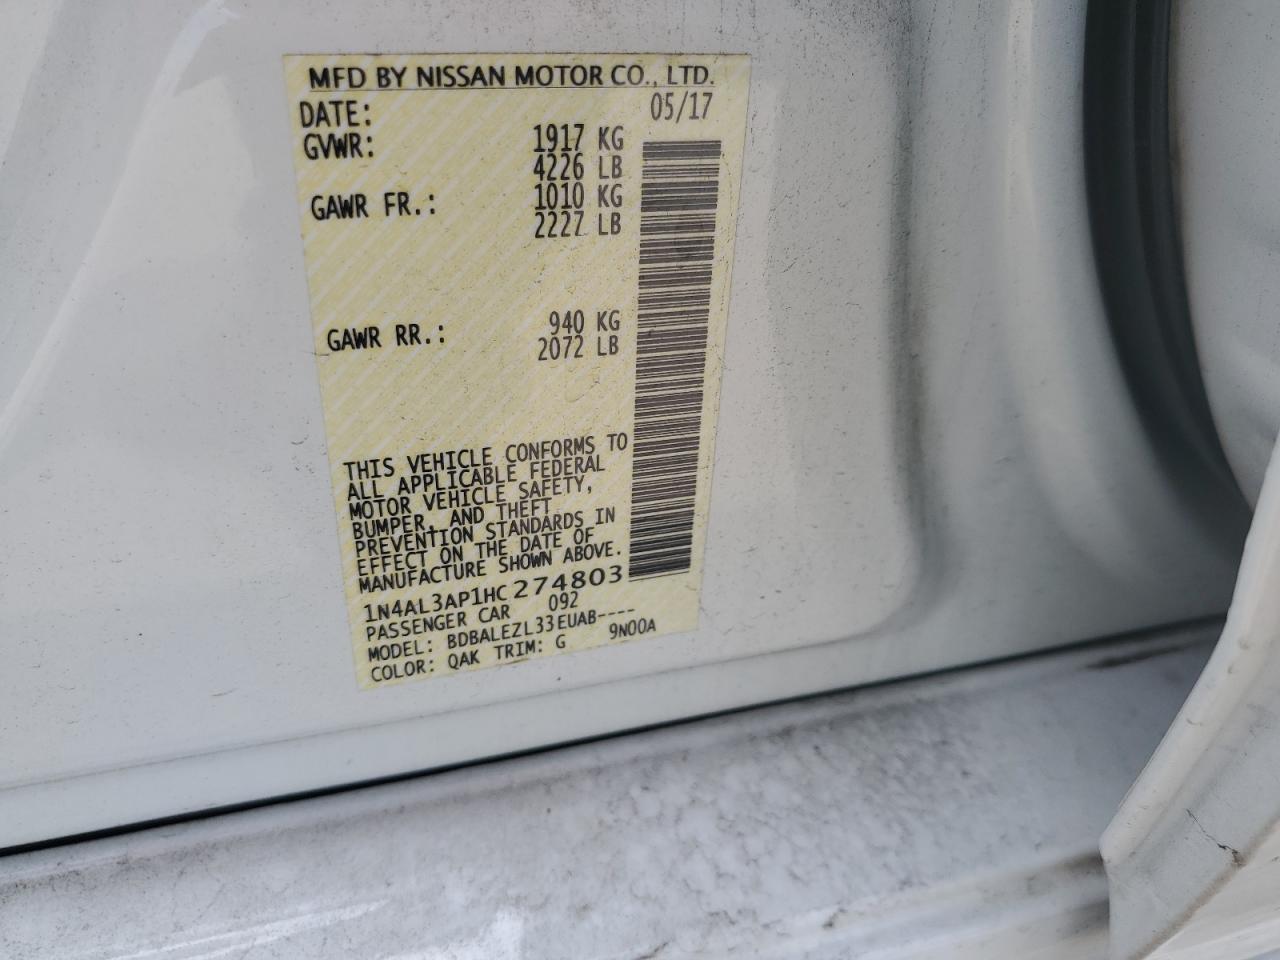 MFD BY NISSAN MOTOR CO., LTD.
DATE: 05/17
GVWR: 1917 KG
4226 LB
GAWR FR.: 1010 KG
2227 LB
GAWR RR.: 940 KG
2072 LB
THIS VEHICLE CONFORMS TO
ALL APPLICABLE FEDERAL
MOTOR VEHICLE SAFETY,
BUMPER, AND THEFT
PREVENTION STANDARDS IN
EFFECT ON THE DATE OF
MANUFACTURE SHOWN ABOVE.
1N4AL3AP1HC274803
PASSENGER CAR 092
MODEL: BDBALEZL33EUAB----
COLOR: QAK TRIM: G 9N00A